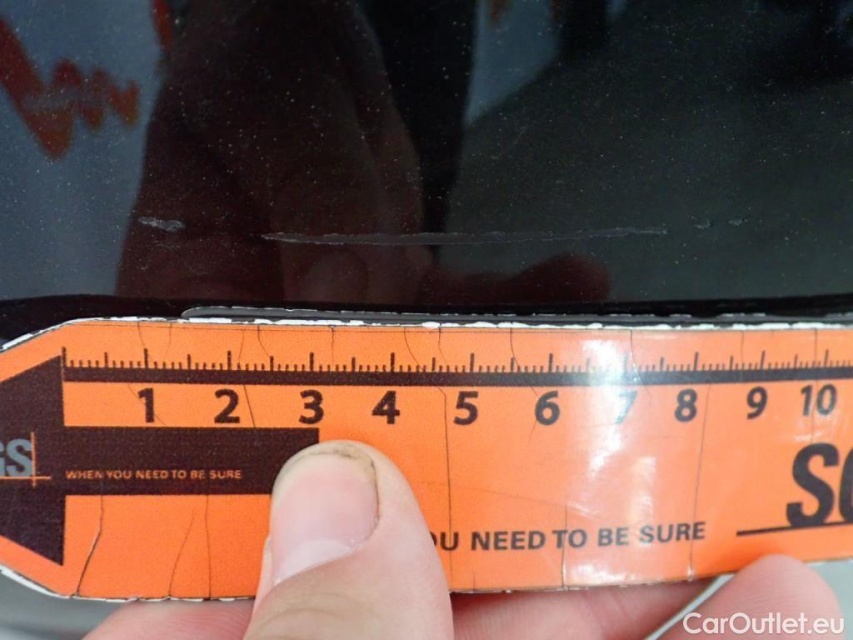 1 2 3 4 5 6 7 8 9 10
GS
WHEN YOU NEED TO BE SURE
OU NEED TO BE SURE
SG
CarOutlet.eu